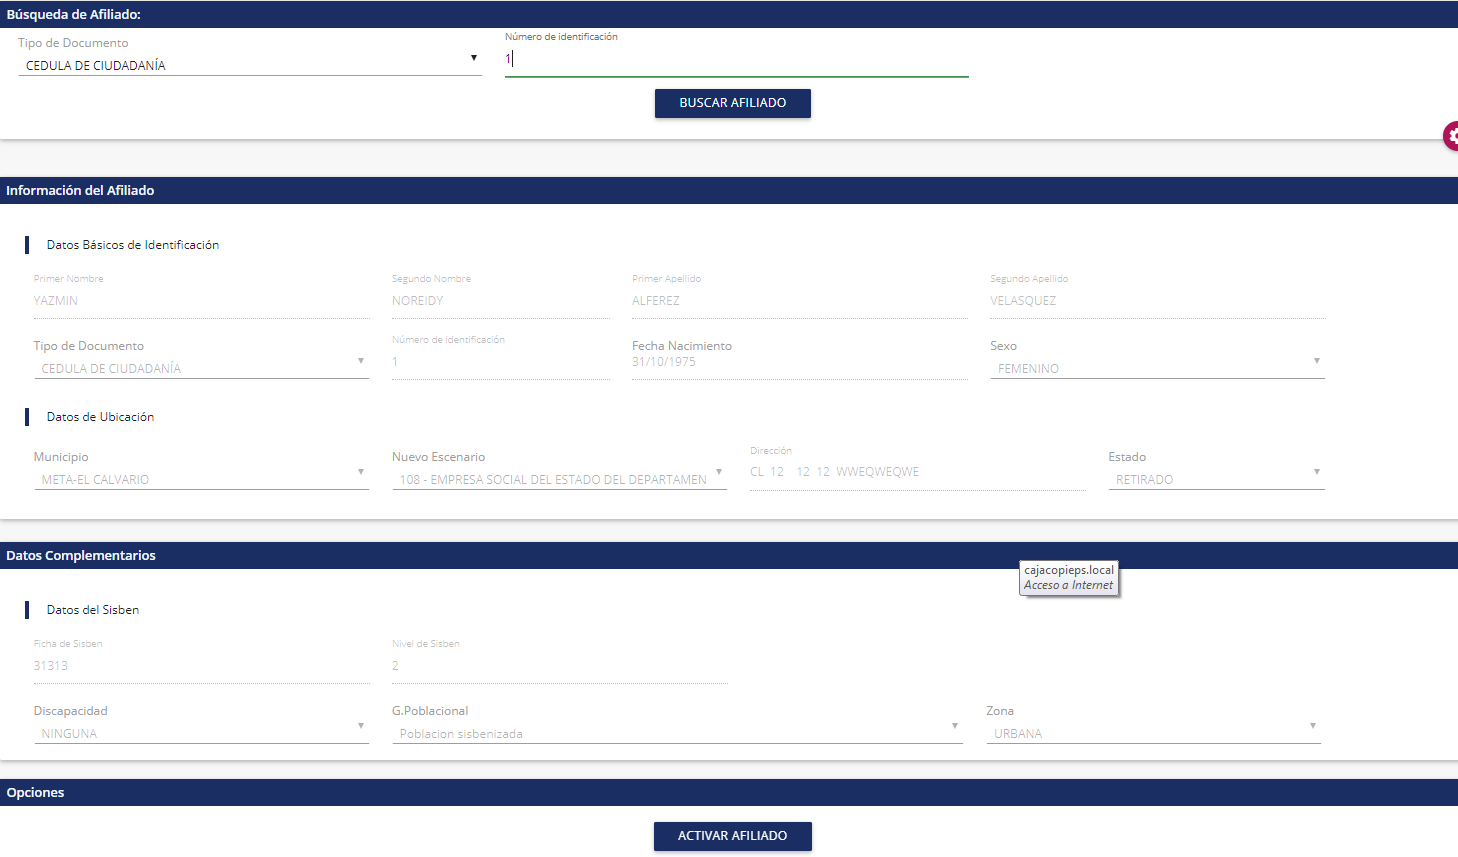 Búsqueda de Afiliado:
Tipo de Documento
Número de identificación
CEDULA DE CIUDADANÍA
1
BUSCAR AFILIADO
Información del Afiliado
Datos Básicos de Identificación
Primer Nombre
Segundo Nombre
Primer Apellido
Segundo Apellido
YAZMIN
NOREIDY
ALFEREZ
VELASQUEZ
Tipo de Documento
Número de identificación
Fecha Nacimiento
Sexo
CEDULA DE CIUDADANÍA
1
31/10/1975
FEMENINO
Datos de Ubicación
Municipio
Nuevo Escenario
Dirección
Estado
META-EL CALVARIO
108 - EMPRESA SOCIAL DEL ESTADO DEL DEPARTAMEN
CL 12 12 12 WWEQWEQWE
RETIRADO
Datos Complementarios
cajacopieps.local
Acceso a Internet
Datos del Sisben
Ficha de Sisben
Nivel de Sisben
31313
2
Discapacidad
G.Poblacional
Zona
NINGUNA
Poblacion sisbenizada
URBANA
Opciones
ACTIVAR AFILIADO